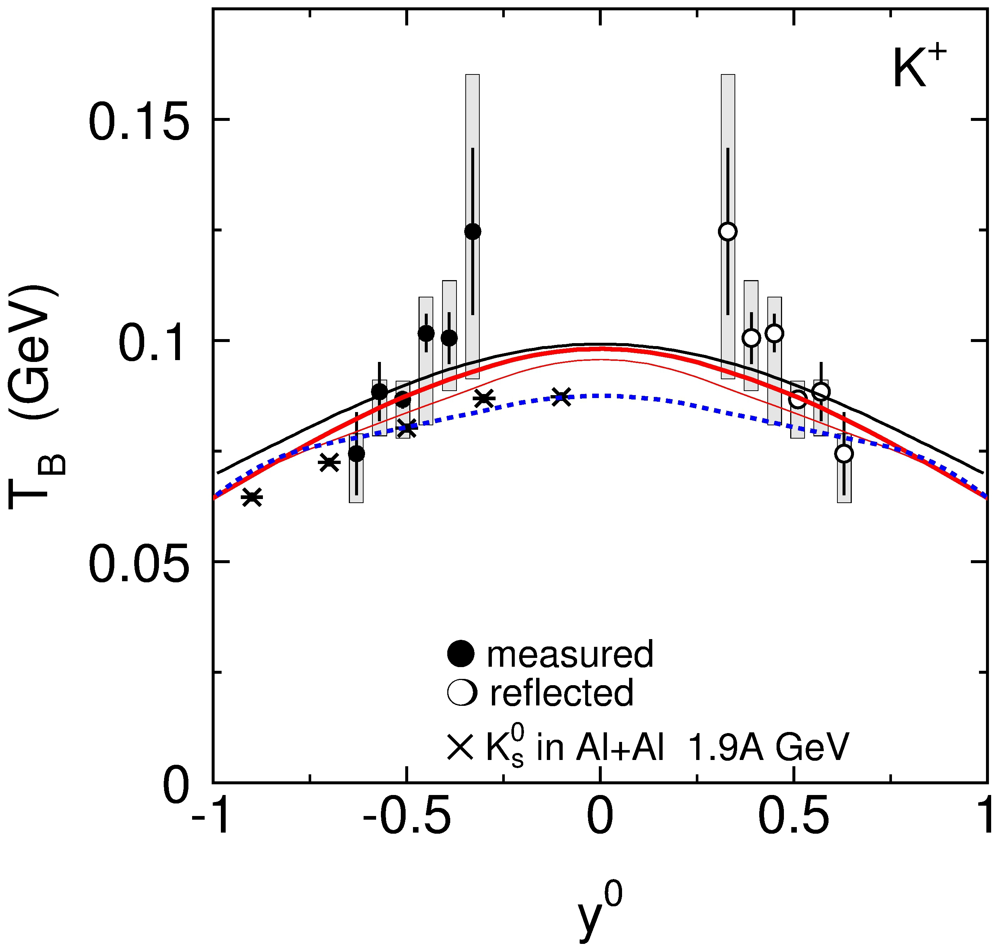 K⁺
0.15
0.1
0.05
0
T_B (GeV)
measured
reflected
K⁰ₛ in Al+Al 1.9A GeV
-1 -0.5 0 0.5 1
y⁰